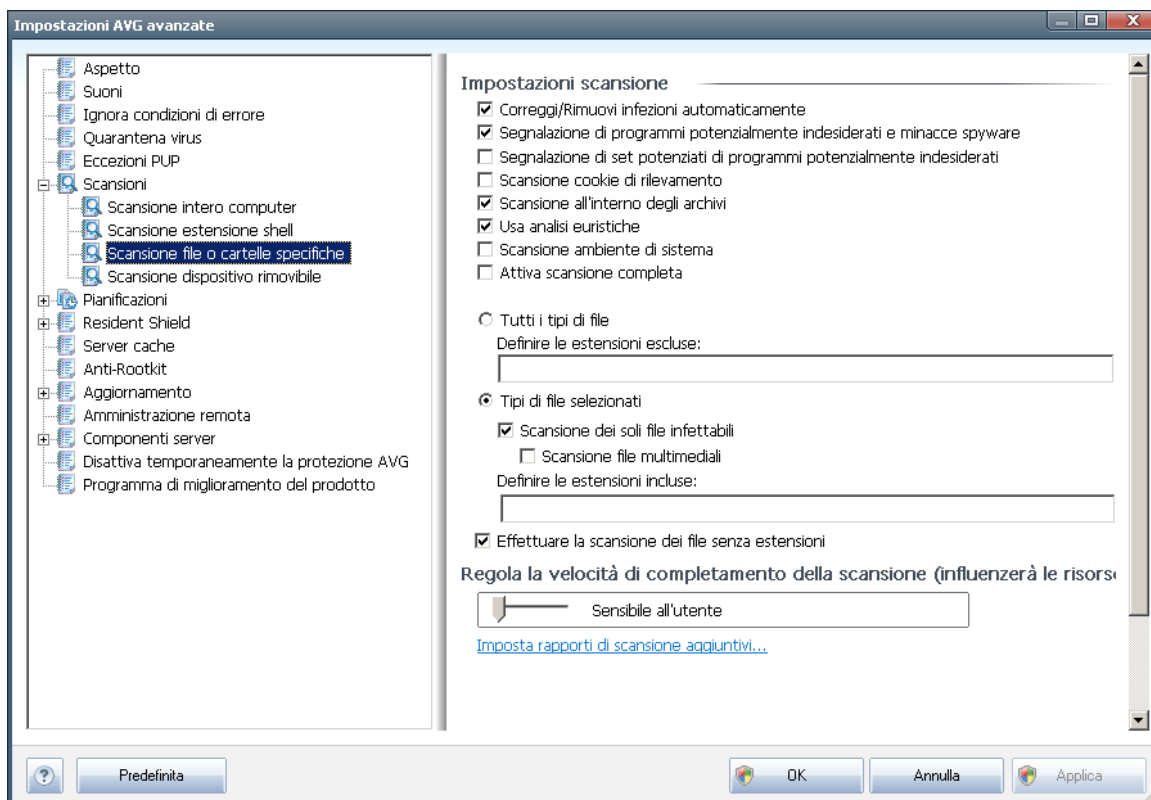 Impostazioni AVG avanzate
Aspetto
Suoni
Ignora condizioni di errore
Quarantena virus
Eccezioni PUP
Scansioni
Scansione intero computer
Scansione estensione shell
Scansione file o cartelle specifiche
Scansione dispositivo rimovibile
Pianificazioni
Resident Shield
Server cache
Anti-Rootkit
Aggiornamento
Amministrazione remota
Componenti server
Disattiva temporaneamente la protezione AVG
Programma di miglioramento del prodotto
Impostazioni scansione
Correggi/Rimuovi infezioni automaticamente
Segnalazione di programmi potenzialmente indesiderati e minacce spyware
Segnalazione di set potenziati di programmi potenzialmente indesiderati
Scansione cookie di rilevamento
Scansione all'interno degli archivi
Usa analisi euristiche
Scansione ambiente di sistema
Attiva scansione completa
Tutti i tipi di file
Definire le estensioni escluse:
Tipi di file selezionati
Scansione dei soli file infettabili
Scansione file multimediali
Definire le estensioni incluse:
Effettuare la scansione dei file senza estensioni
Regola la velocità di completamento della scansione (influenzerà le risors
Sensibile all'utente
Imposta rapporti di scansione aggiuntivi...
?
Predefinita
OK
Annulla
Applica